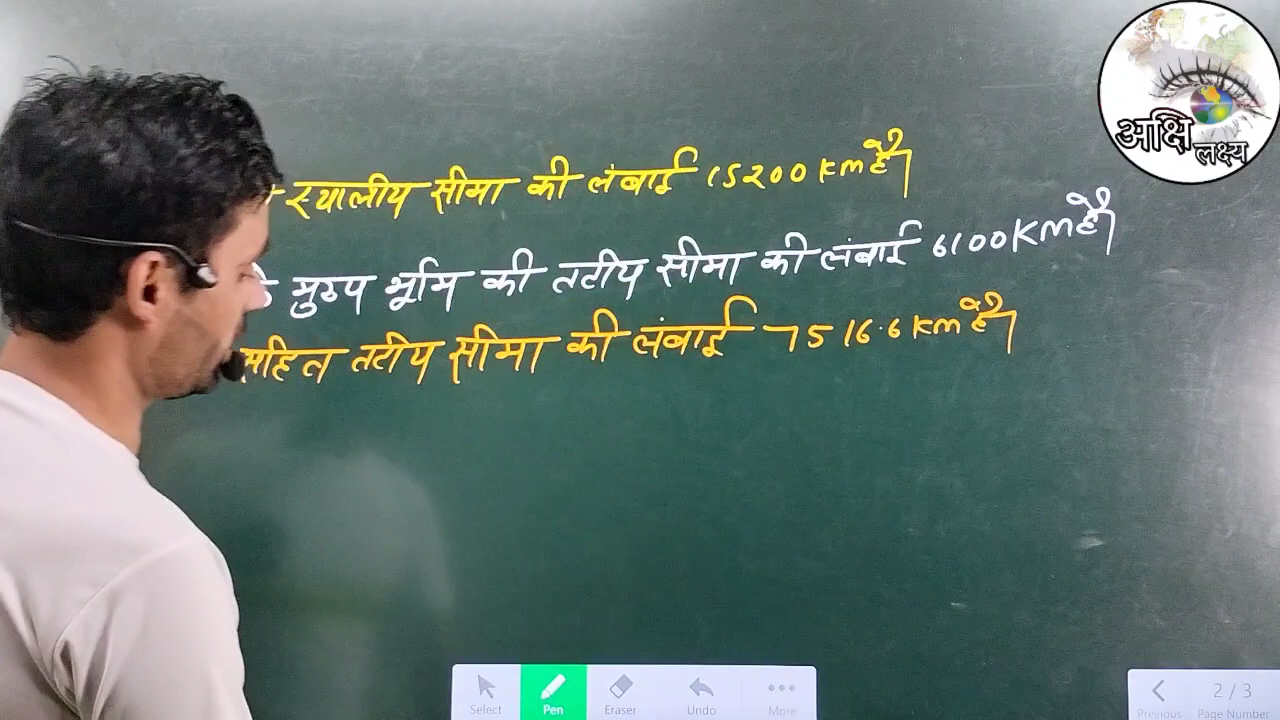 स्थलीय सीमा की लंबाई 15200 Km है।
मुख्य भूमि की तटीय सीमा की लंबाई 6100 Km है।
सहित तटीय सीमा की लंबाई 7516.6 Km है।
अक्षि
लक्ष्य
Select Pen Eraser Undo More
2 / 3
Previous Page Number